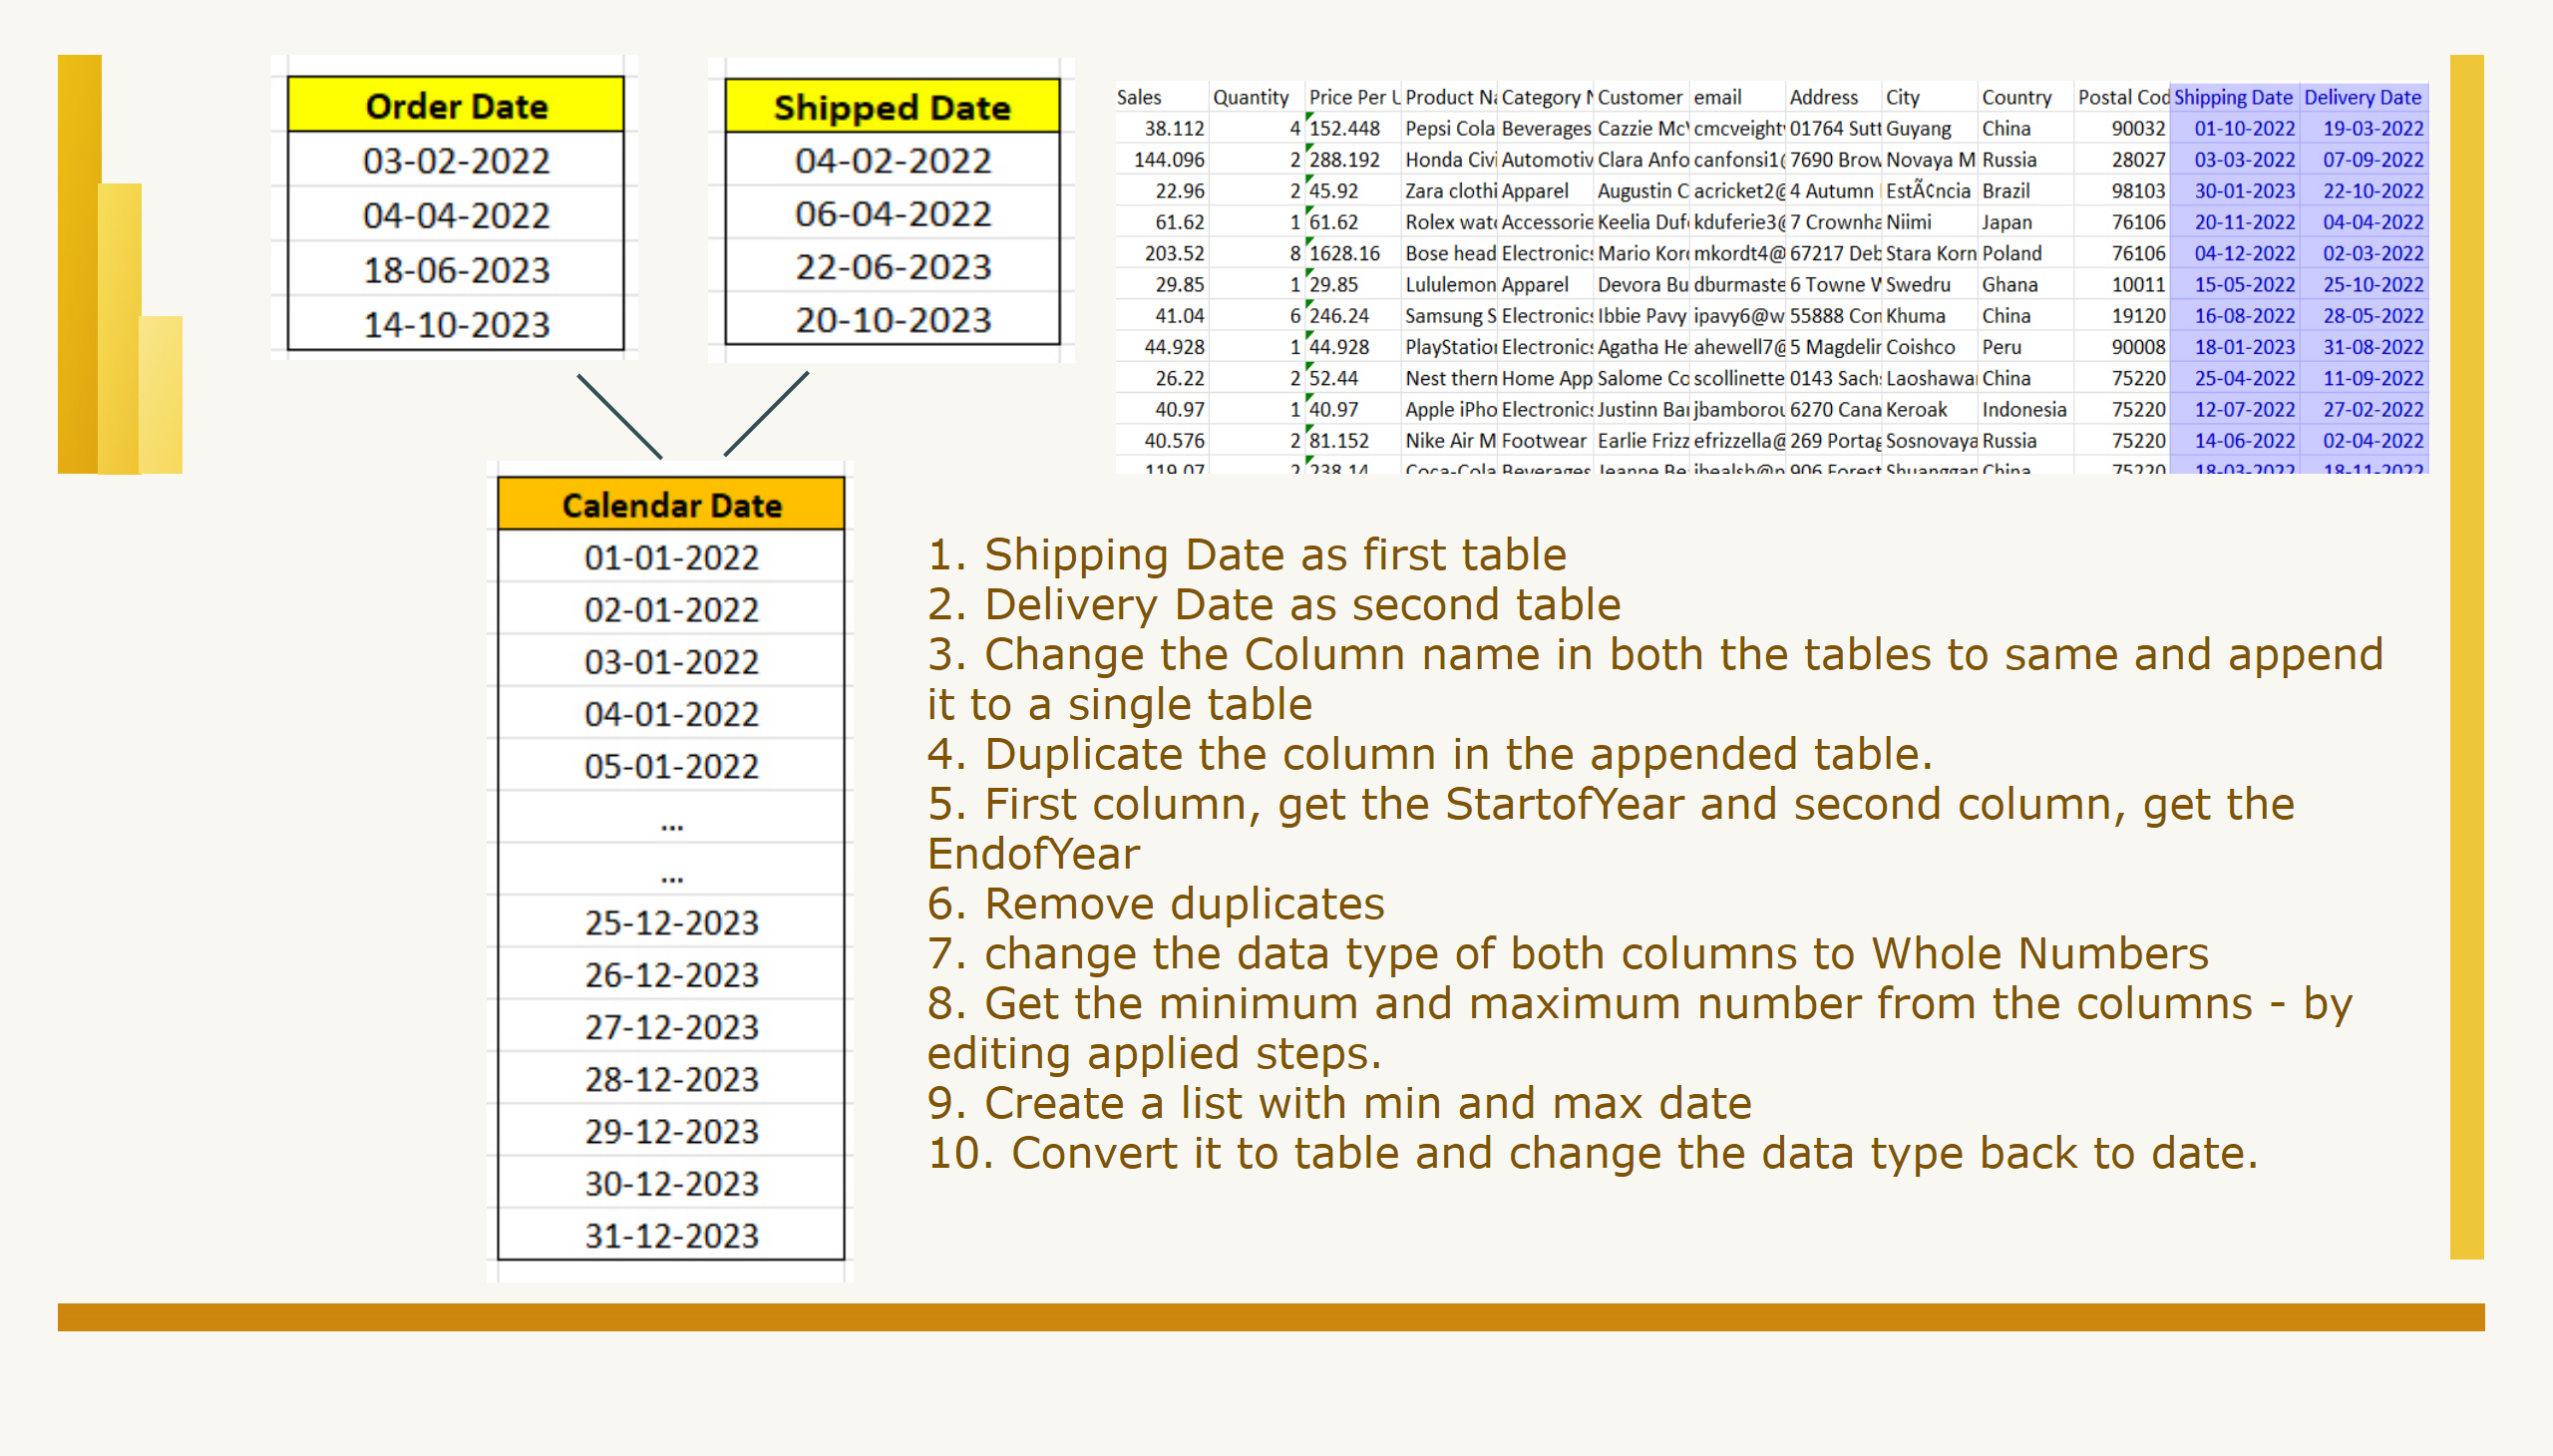 Order Date
03-02-2022
04-04-2022
18-06-2023
14-10-2023
Shipped Date
04-02-2022
06-04-2022
22-06-2023
20-10-2023
Calendar Date
01-01-2022
02-01-2022
03-01-2022
04-01-2022
05-01-2022
...
...
25-12-2023
26-12-2023
27-12-2023
28-12-2023
29-12-2023
30-12-2023
31-12-2023
Sales Quantity Price Per U Product Na Category N Customer email Address City Country Postal Cod Shipping Date Delivery Date
38.112 4 152.448 Pepsi Cola Beverages Cazzie McV cmcveight 01764 Sutt Guyang China 90032 01-10-2022 19-03-2022
144.096 2 288.192 Honda Civi Automotiv Clara Anfo canfonsi1@ 7690 Brow Novaya M Russia 28027 03-03-2022 07-09-2022
22.96 2 45.92 Zara clothi Apparel Augustin C acricket2@ 4 Autumn EstÃ¢ncia Brazil 98103 30-01-2023 22-10-2022
61.62 1 61.62 Rolex wat Accessorie Keelia Duf kduferie3@ 7 Crownha Niimi Japan 76106 20-11-2022 04-04-2022
203.52 8 1628.16 Bose head Electronics Mario Kor mkordt4@ 67217 Deb Stara Korn Poland 76106 04-12-2022 02-03-2022
29.85 1 29.85 Lululemon Apparel Devora Bu dburmaste 6 Towne W Swedru Ghana 10011 15-05-2022 25-10-2022
41.04 6 246.24 Samsung S Electronics Ibbie Pavy ipavy6@w 55888 Con Khuma China 19120 16-08-2022 28-05-2022
44.928 1 44.928 PlayStation Electronics Agatha He ahewell7@ 5 Magdelin Coishco Peru 90008 18-01-2023 31-08-2022
26.22 2 52.44 Nest therm Home App Salome Co scollinette 0143 Sachs Laoshawa China 75220 25-04-2022 11-09-2022
40.97 1 40.97 Apple iPho Electronics Justinn Bar jbamborou 6270 Cana Keroak Indonesia 75220 12-07-2022 27-02-2022
40.576 2 81.152 Nike Air M Footwear Earlie Frizz efrizzella@ 269 Portag Sosnovaya Russia 75220 14-06-2022 02-04-2022
119.07 2 238.14 Coca-Cola Beverages Jeanne Be 906 Forest Shuanggan China 75220 18-03-2022 18-11-2022
1. Shipping Date as first table
2. Delivery Date as second table
3. Change the Column name in both the tables to same and append
it to a single table
4. Duplicate the column in the appended table.
5. First column, get the StartofYear and second column, get the
EndofYear
6. Remove duplicates
7. change the data type of both columns to Whole Numbers
8. Get the minimum and maximum number from the columns - by
editing applied steps.
9. Create a list with min and max date
10. Convert it to table and change the data type back to date.